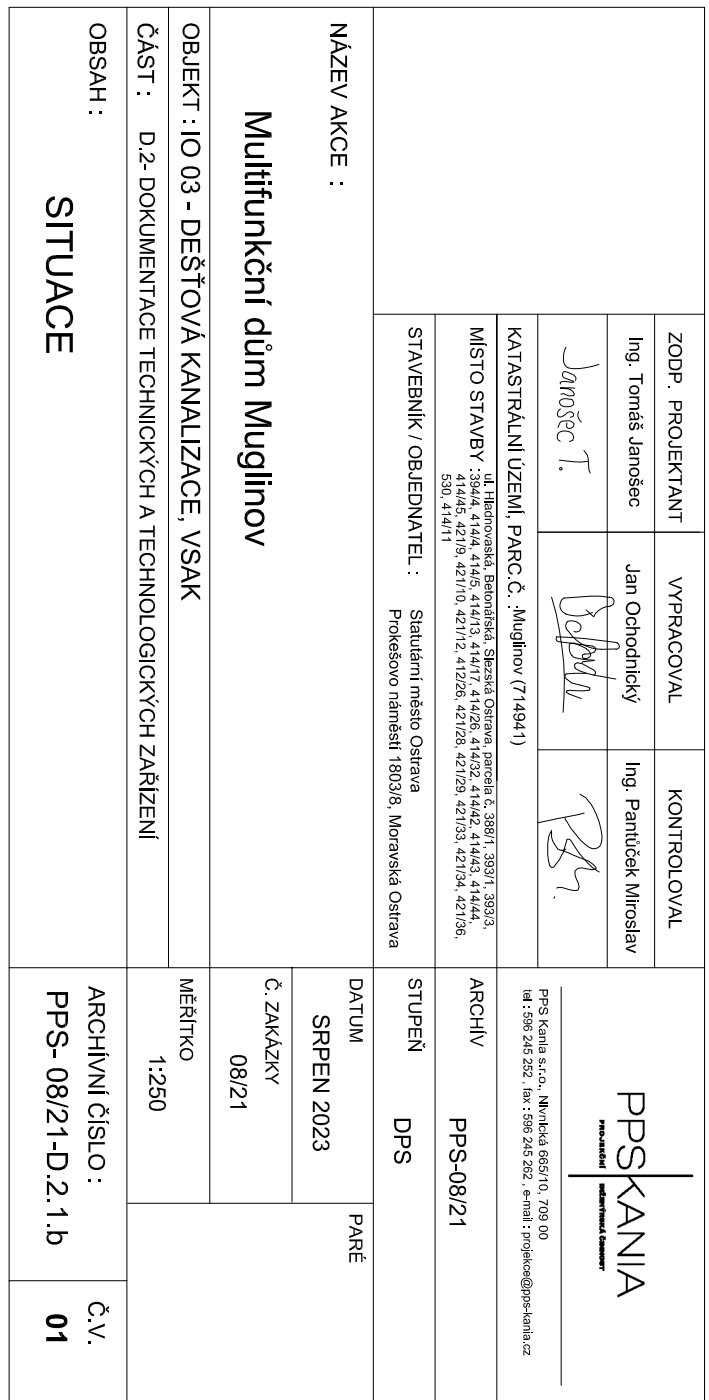 ZODP. PROJEKTANT
VYPRACOVAL
KONTROLOVAL
Ing. Tomáš Janošec
Jan Ochodnický
Ing. Pantůček Miroslav
Janošec T.
PPS KANIA
PROJEKČNÍ INŽENÝRSKÁ ČINNOST
PPS Kania s.r.o., Nivnická 665/10, 709 00
tel : 596 245 252 , fax : 596 245 262 , e-mail : projekce@pps-kania.cz
KATASTRÁLNÍ ÚZEMÍ, PARC.Č. :Muglinov (714941)
MÍSTO STAVBY :
ul. Hladnovaská, Betonářská, Slezská Ostrava, parcela č. 388/1, 393/1, 393/3,
394/4, 414/4, 414/5, 414/13, 414/17, 414/26, 414/32, 414/42, 414/43, 414/44,
414/45, 421/9, 421/10, 421/12, 412/26, 421/28, 421/29, 421/33, 421/34, 421/36,
530, 414/11
ARCHÍV
PPS-08/21
STAVEBNÍK / OBJEDNATEL :
Statutární město Ostrava
Prokešovo náměstí 1803/8, Moravská Ostrava
STUPEŇ
DPS
NÁZEV AKCE :
Multifunkční dům Muglinov
DATUM
SRPEN 2023
PARÉ
Č. ZAKÁZKY
08/21
OBJEKT : IO 03 - DEŠŤOVÁ KANALIZACE, VSAK
MĚŘÍTKO
1:250
ČÁST : D.2- DOKUMENTACE TECHNICKÝCH A TECHNOLOGICKÝCH ZAŘÍZENÍ
OBSAH :
SITUACE
ARCHÍVNÍ ČÍSLO :
PPS- 08/21-D.2.1.b
Č.V.
01